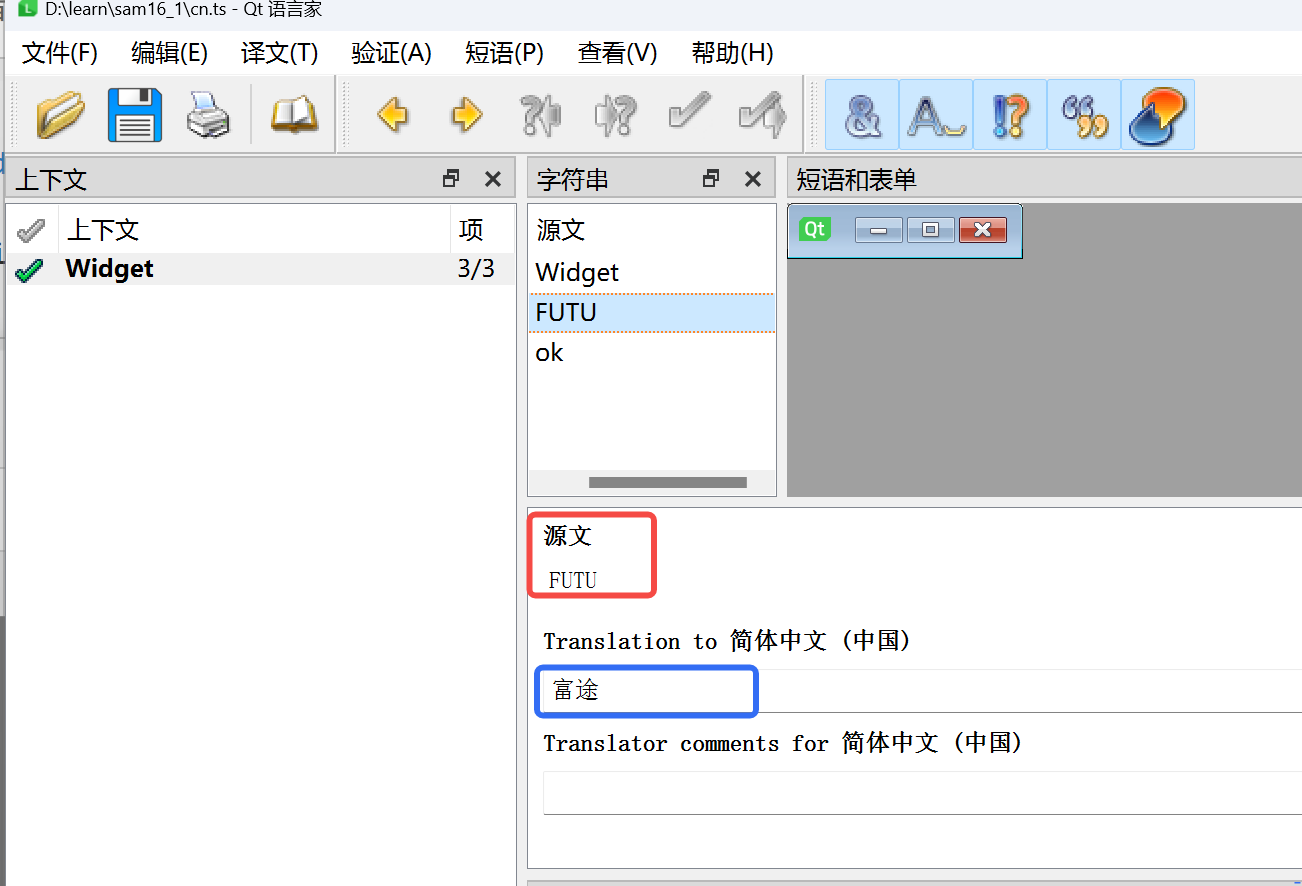 D:\learn\sam16_1\cn.ts - Qt 语言家
文件(F) 编辑(E) 译文(T) 验证(A) 短语(P) 查看(V) 帮助(H)
上下文
字符串
短语和表单
上下文 项
Widget 3/3
源文
Widget
FUTU
ok
Qt
源文
FUTU
Translation to 简体中文 (中国)
富途
Translator comments for 简体中文 (中国)